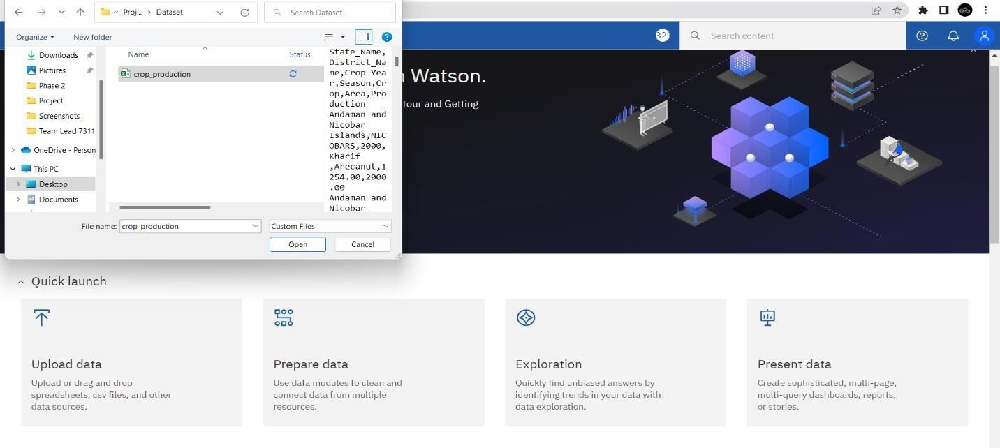 Proj...
Dataset
Search Dataset
Organize
New folder
Downloads
Pictures
Phase 2
Project
Screenshots
Team Lead 7311
OneDrive - Person
This PC
Desktop
Documents
Name
Status
crop_production
State_Name,
District_Na
me,Crop_Yea
r,Season,Cr
op,Area,Pro
duction
Andaman and
Nicobar
Islands,NIC
OBARS,2000,
Kharif
,Arecanut,1
254.00,2000
.00
Andaman and
Nicobar
File name:
crop_production
Custom Files
Open
Cancel
323
Search content
Watson.
tour and Getting
Quick launch
Upload data
Upload or drag and drop
spreadsheets, csv files, and other
data sources.
Prepare data
Use data modules to clean and
connect data from multiple
resources.
Exploration
Quickly find unbiased answers by
identifying trends in your data with
data exploration.
Present data
Create sophisticated, multi-page,
multi-query dashboards, reports,
or stories.